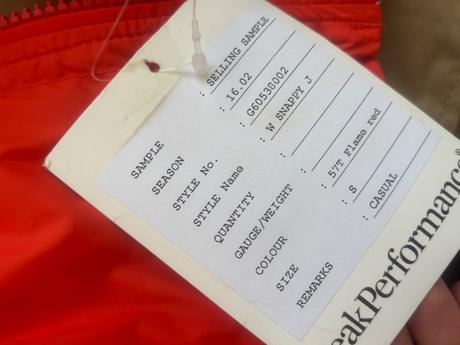 SAMPLE : SELLING SAMPLE
SEASON : 16.02
STYLE No. : G60530002
STYLE Name : W SNAPPY J
QUANTITY :
GAUGE/WEIGHT :
COLOUR : 57T Flame red
SIZE : S
REMARKS : CASUAL
eakPerformance®